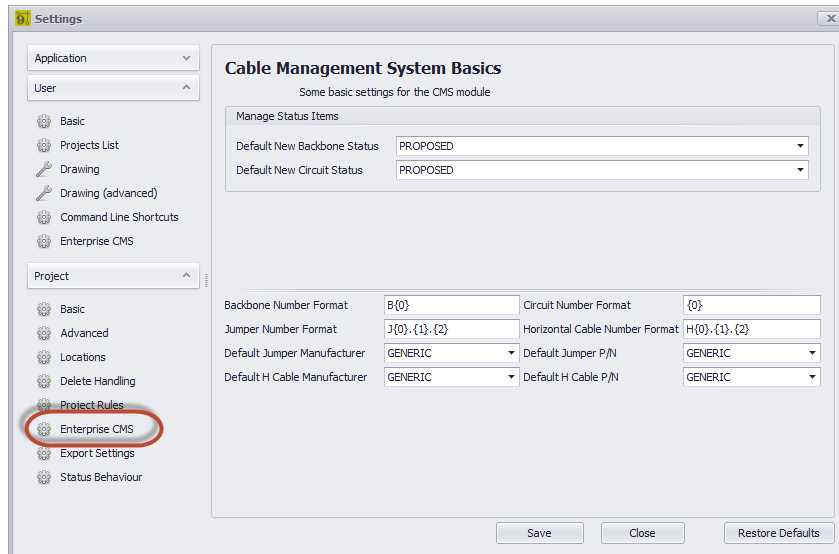 Settings
Application
User
Basic
Projects List
Drawing
Drawing (advanced)
Command Line Shortcuts
Enterprise CMS
Project
Basic
Advanced
Locations
Delete Handling
Project Rules
Enterprise CMS
Export Settings
Status Behaviour
Cable Management System Basics
Some basic settings for the CMS module
Manage Status Items
Default New Backbone Status PROPOSED
Default New Circuit Status PROPOSED
Backbone Number Format B{0} Circuit Number Format {0}
Jumper Number Format J{0}.{1}.{2} Horizontal Cable Number Format H{0}.{1}.{2}
Default Jumper Manufacturer GENERIC Default Jumper P/N GENERIC
Default H Cable Manufacturer GENERIC Default H Cable P/N GENERIC
Save Close Restore Defaults